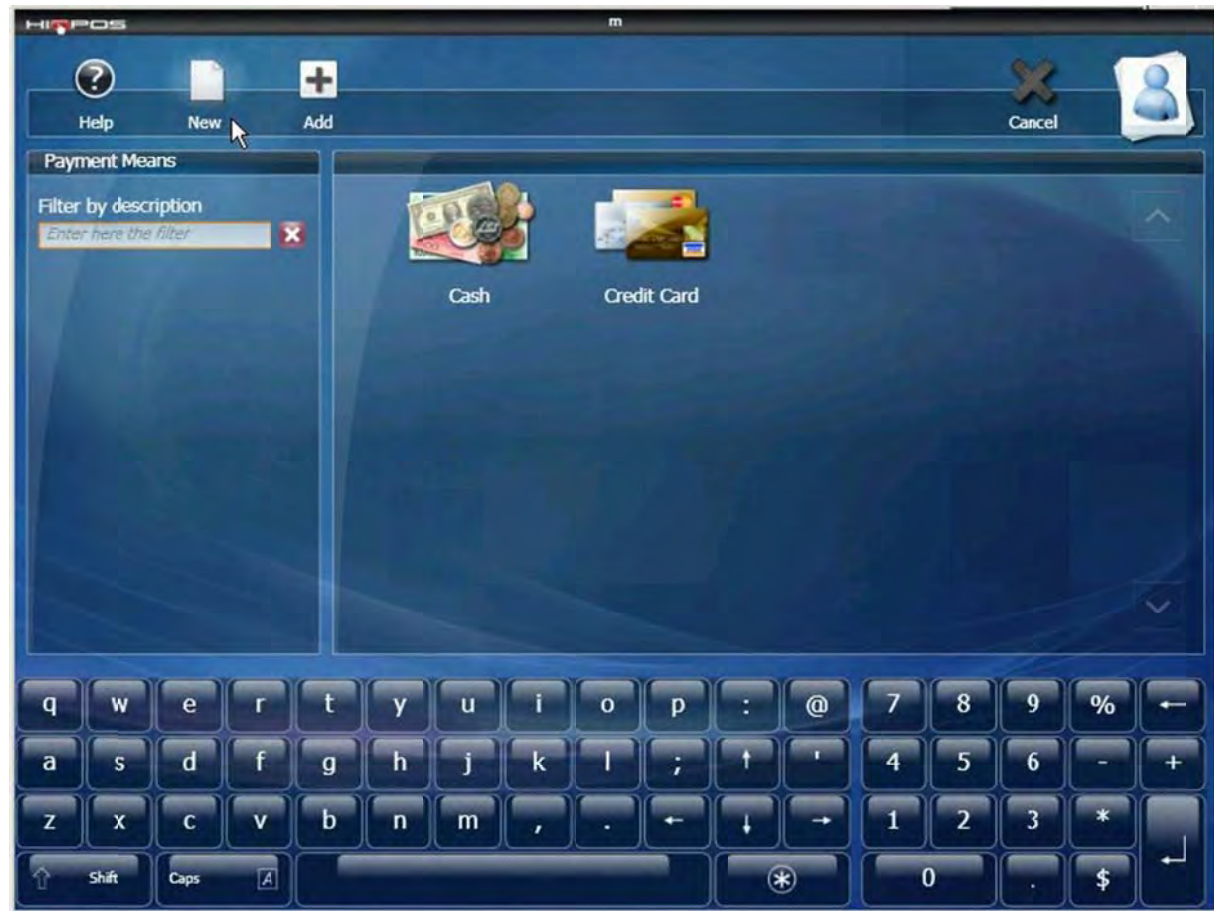 HIOPOS
m
Help New Add Cancel
Payment Means
Filter by description
Enter here the filter
Cash Credit Card
q w e r t y u i o p : @ 7 8 9 % ←
a s d f g h j k l ; ↑ ' 4 5 6 - +
z x c v b n m , . ← ↓ → 1 2 3 *
Shift Caps A 0 . $